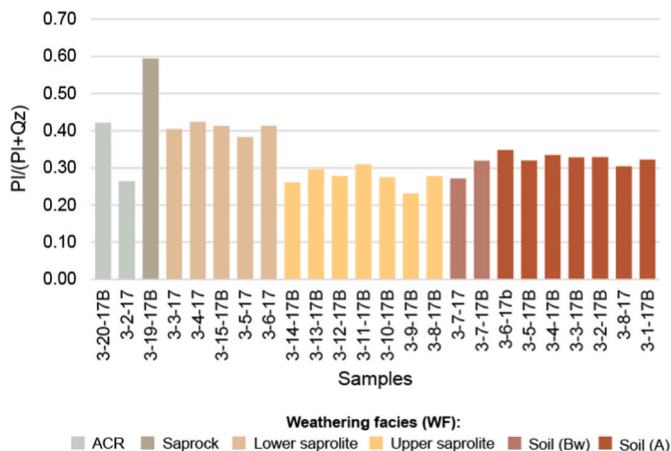 0.70
0.60
0.50
0.40
0.30
0.20
0.10
0.00
Pl/(Pl+Qz)
3-20-17B
3-2-17
3-19-17B
3-3-17
3-4-17
3-15-17B
3-5-17
3-6-17
3-14-17B
3-13-17B
3-12-17B
3-11-17B
3-10-17B
3-9-17B
3-8-17B
3-7-17
3-7-17B
3-6-17b
3-5-17B
3-4-17B
3-3-17B
3-2-17B
3-8-17
3-1-17B
Samples
Weathering facies (WF):
ACR Saprock Lower saprolite Upper saprolite Soil (Bw) Soil (A)